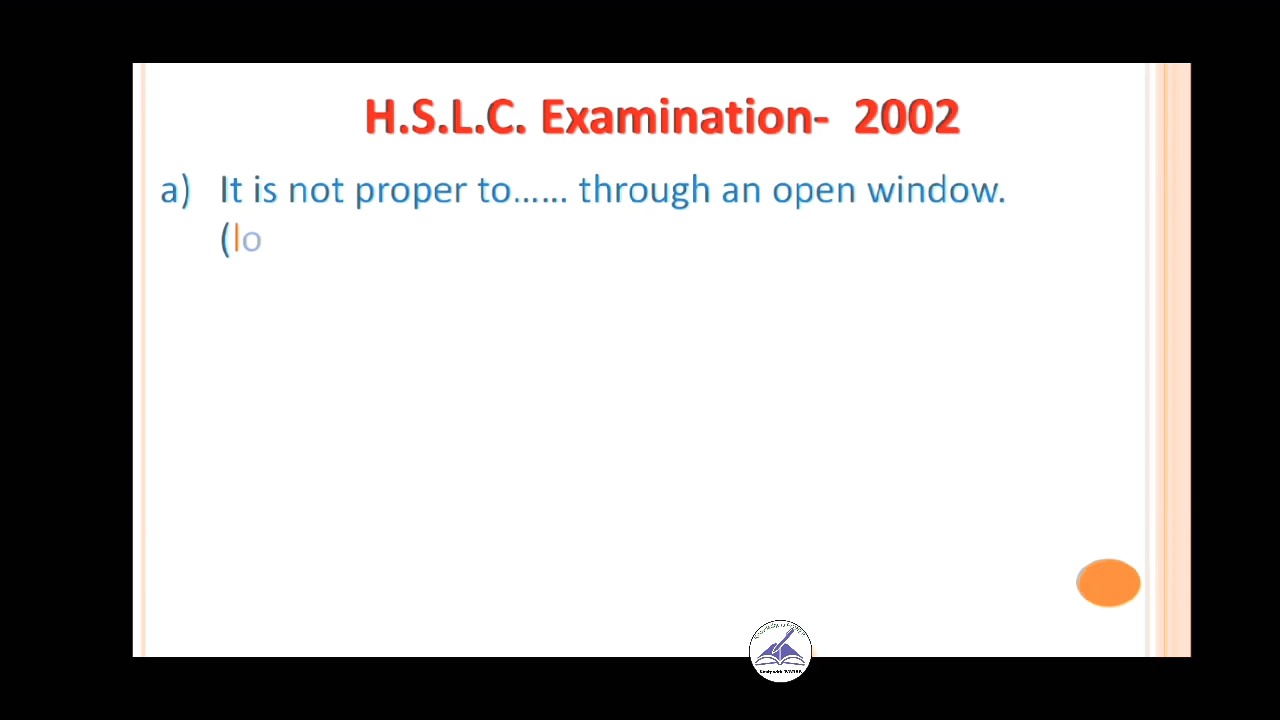 H.S.L.C. Examination- 2002
a) It is not proper to...... through an open window.
(lo